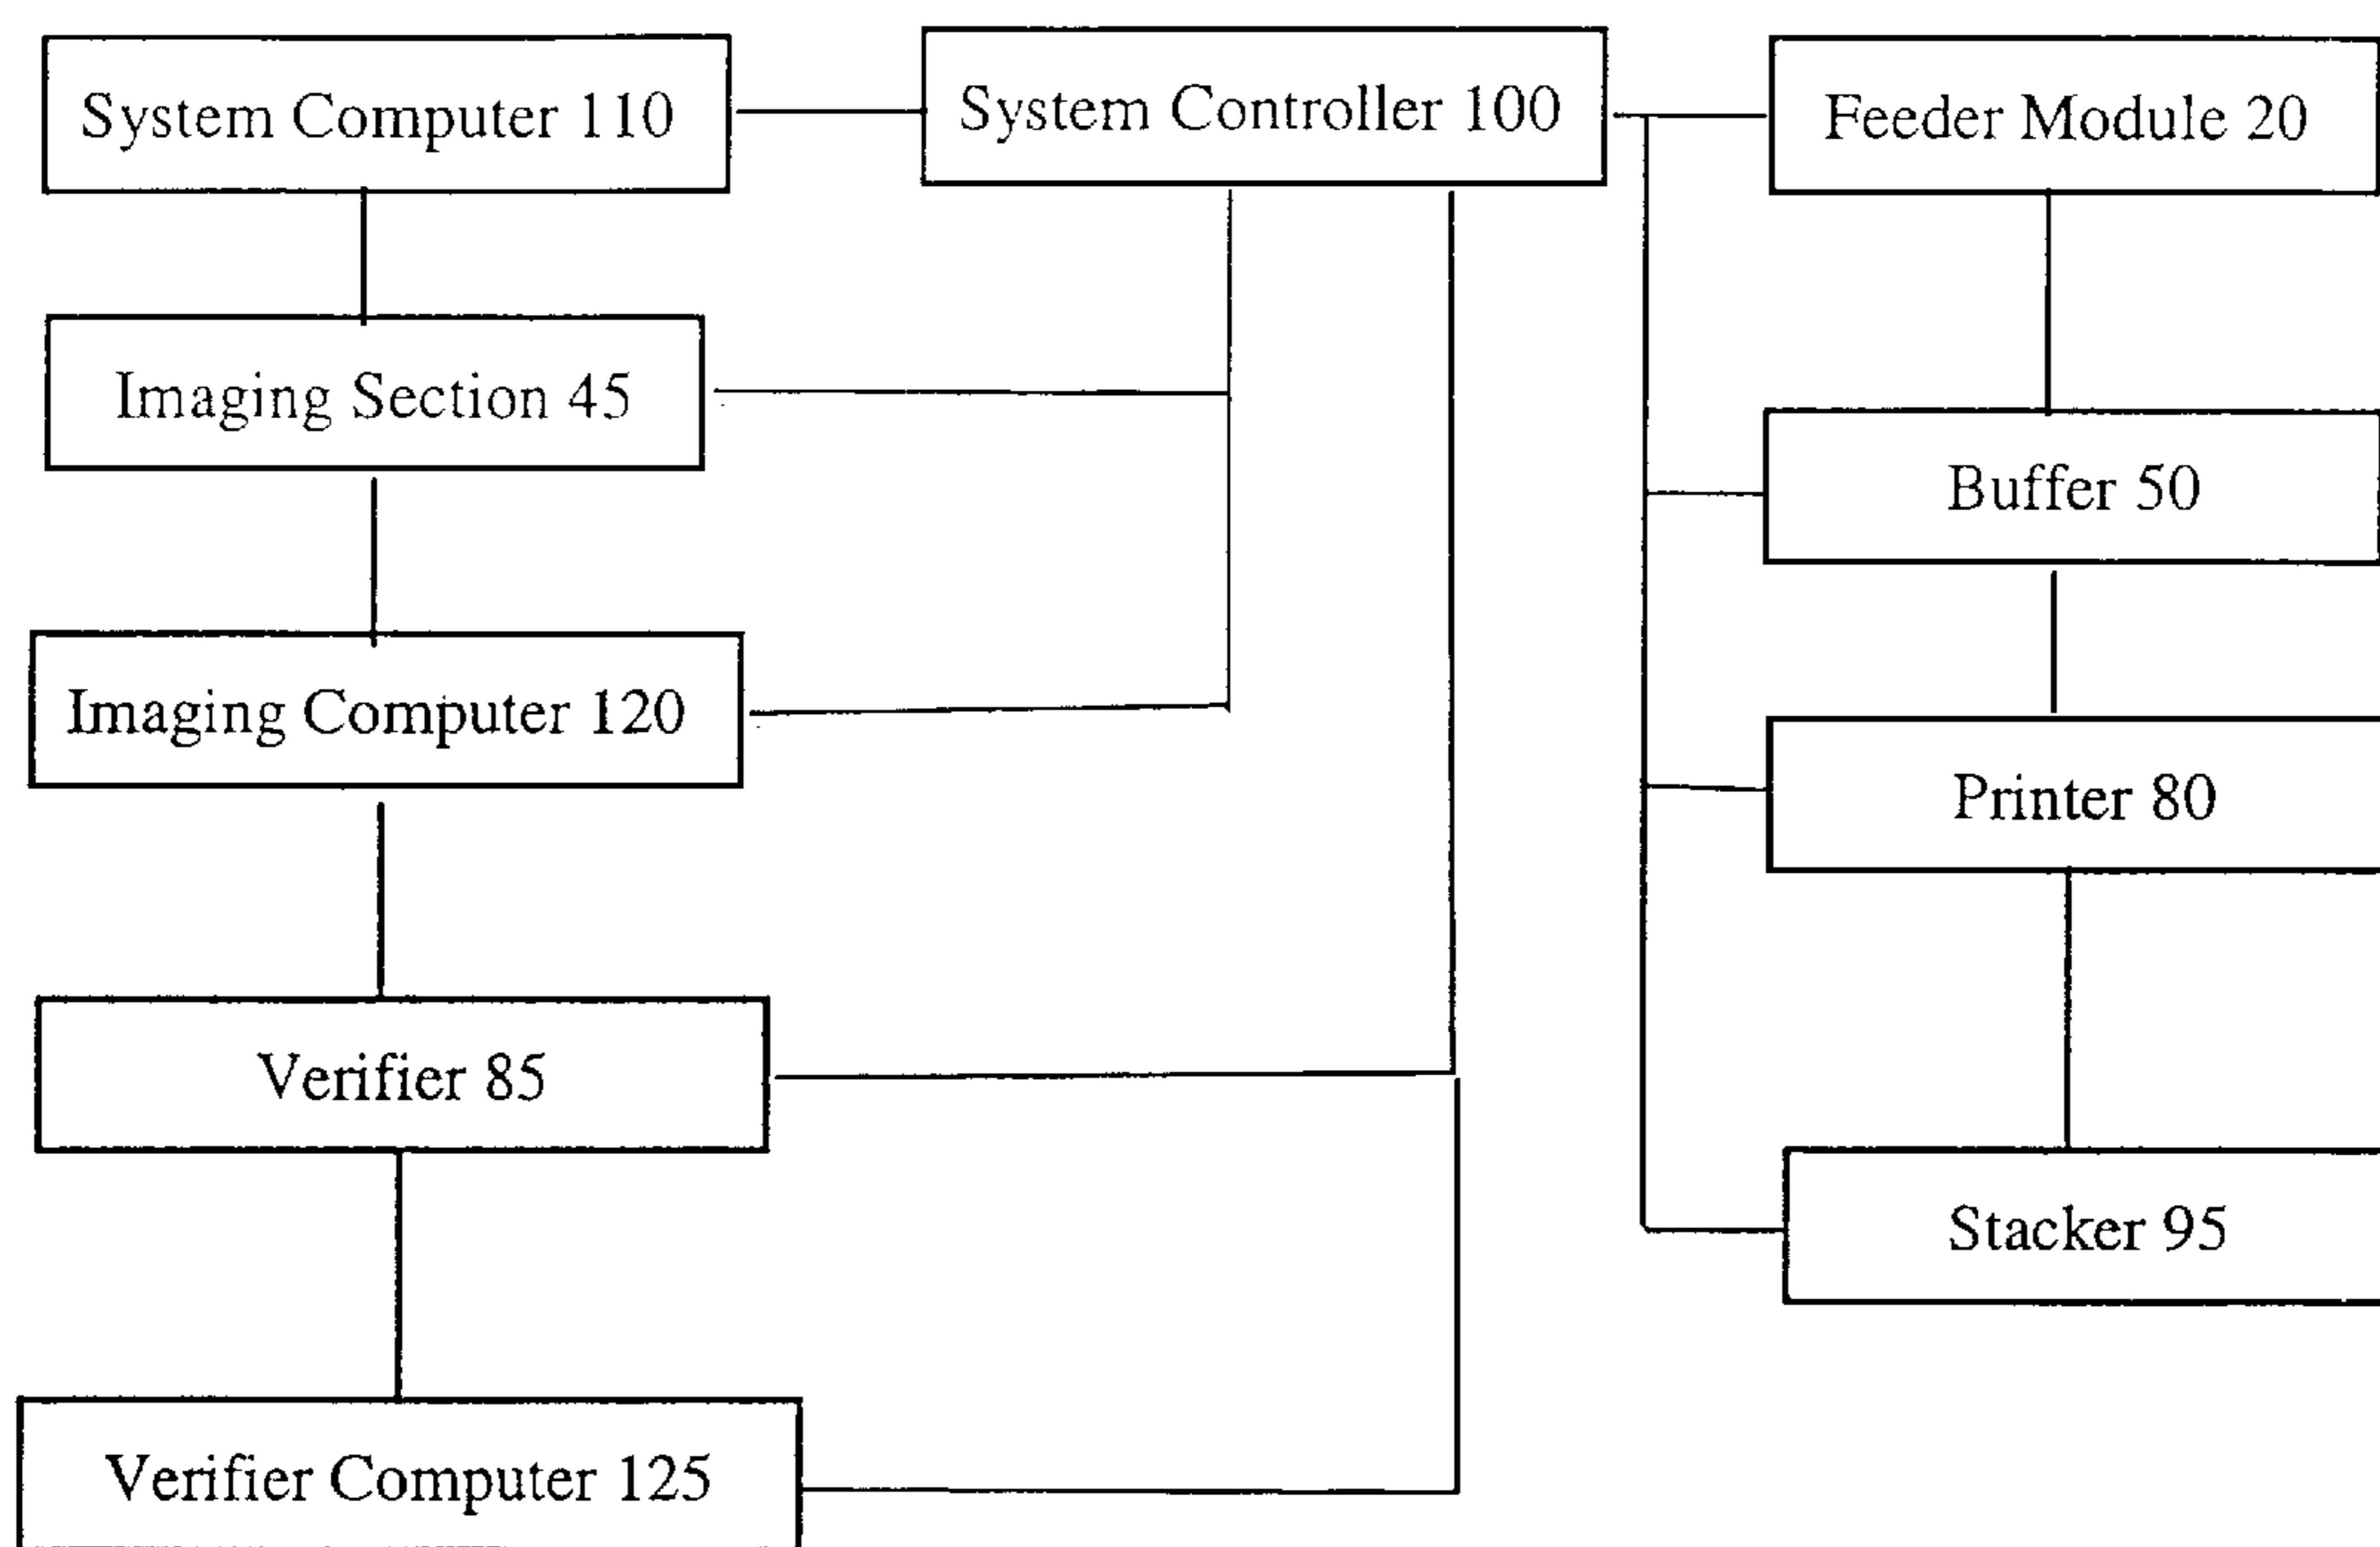 System Computer 110
System Controller 100
Feeder Module 20
Imaging Section 45
Buffer 50
Imaging Computer 120
Printer 80
Verifier 85
Stacker 95
Verifier Computer 125